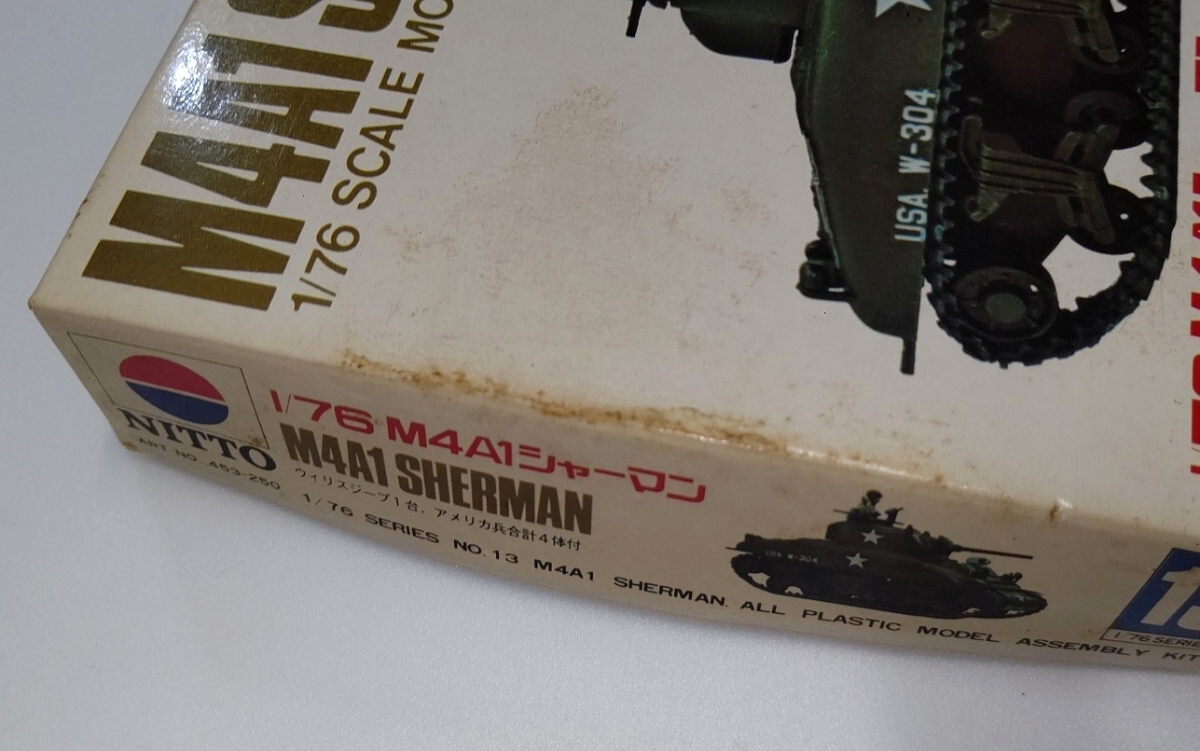 M4A1 S
1/76 SCALE MO
USA. W-304
NITTO
ART NO. 453-250
1/76 M4A1シャーマン
M4A1 SHERMAN
ウィリスジープ1台、アメリカ兵合計4体付
1/76 SERIES NO.13 M4A1 SHERMAN. ALL PLASTIC MODEL ASSEMBLY KIT
USA W-304
1/76 SERIE